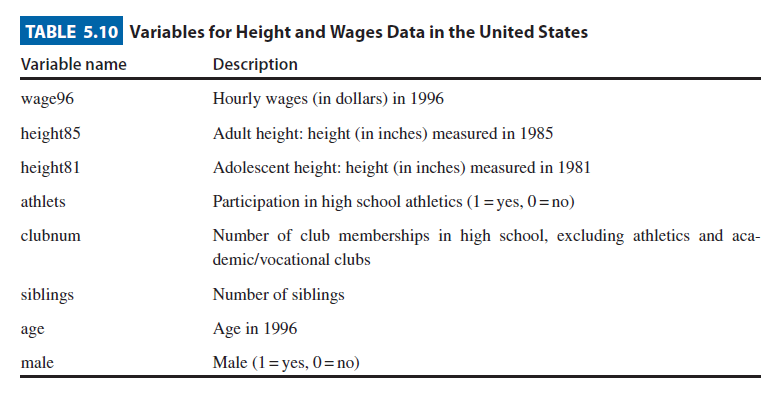 TABLE 5.10 Variables for Height and Wages Data in the United States
Variable name Description
wage96 Hourly wages (in dollars) in 1996
height85 Adult height: height (in inches) measured in 1985
height81 Adolescent height: height (in inches) measured in 1981
athlets Participation in high school athletics (1 = yes, 0 = no)
clubnum Number of club memberships in high school, excluding athletics and aca-
demic/vocational clubs
siblings Number of siblings
age Age in 1996
male Male (1 = yes, 0 = no)